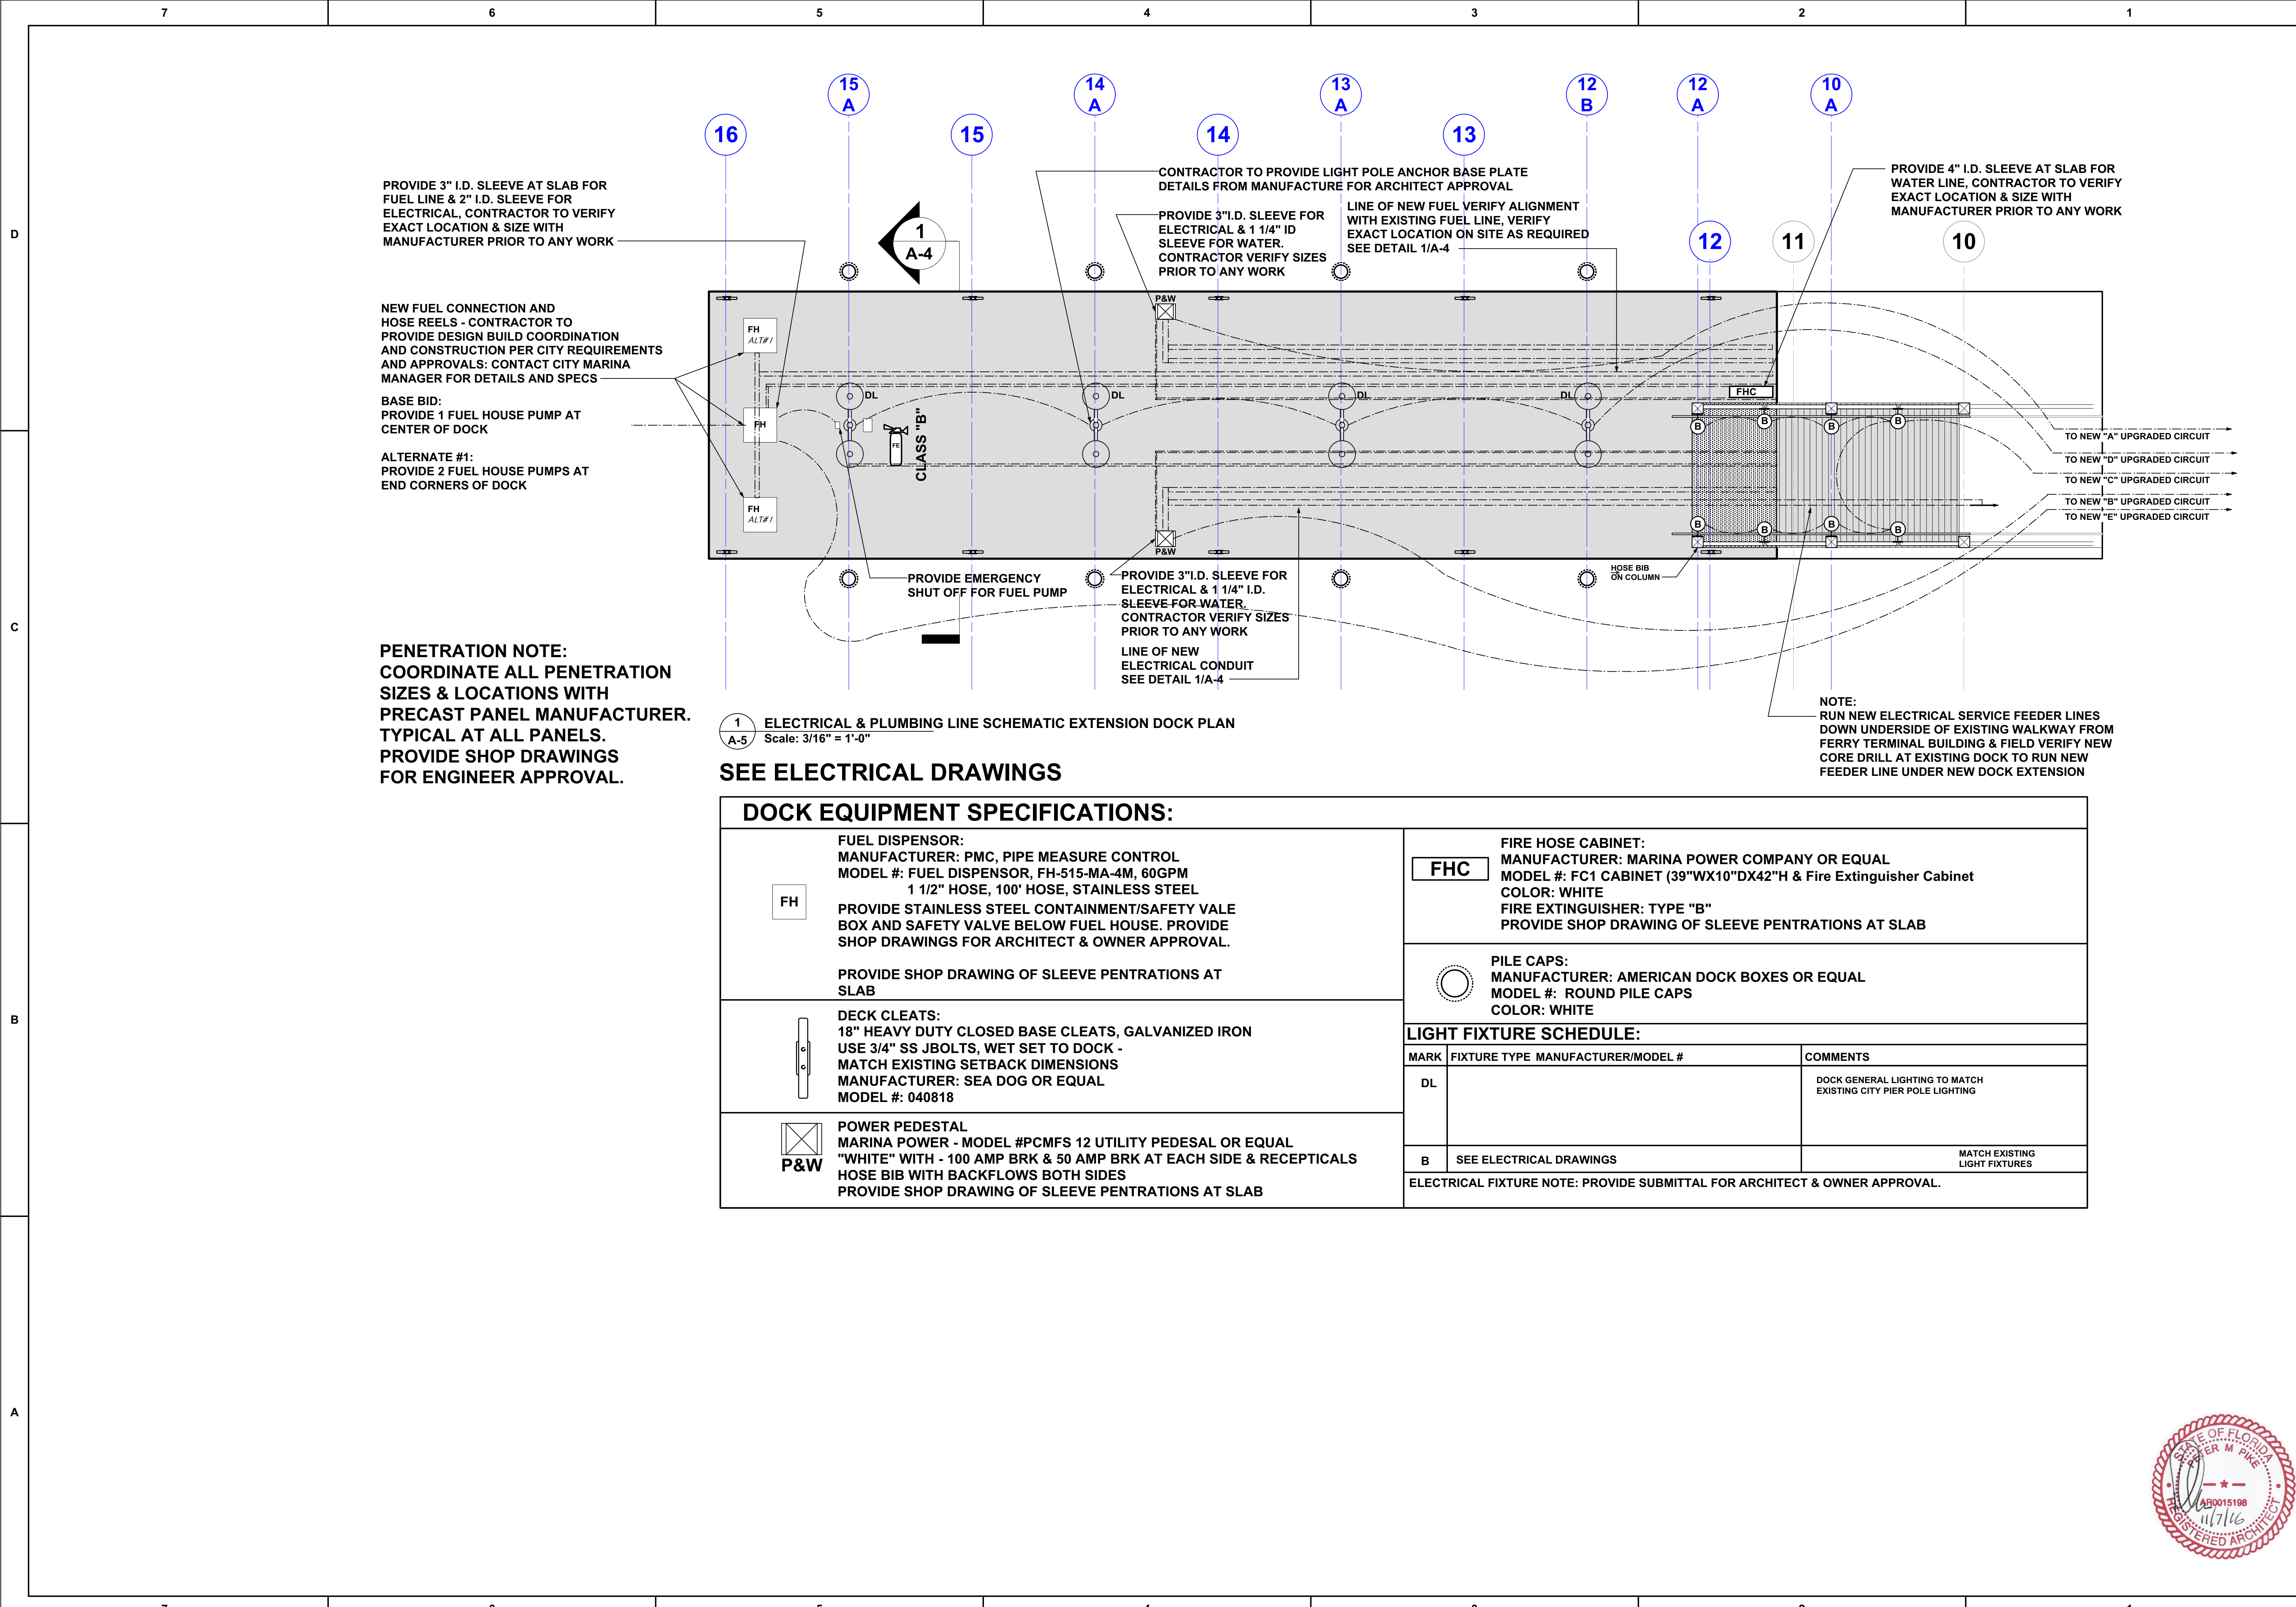 7
6
5
4
3
2
1
D
C
B
A
15
A
14
A
13
A
12
B
12
A
10
A
16
15
14
13
12
11
10
PROVIDE 3" I.D. SLEEVE AT SLAB FOR
FUEL LINE & 2" I.D. SLEEVE FOR
ELECTRICAL, CONTRACTOR TO VERIFY
EXACT LOCATION & SIZE WITH
MANUFACTURER PRIOR TO ANY WORK
1
A-4
CONTRACTOR TO PROVIDE LIGHT POLE ANCHOR BASE PLATE
DETAILS FROM MANUFACTURE FOR ARCHITECT APPROVAL
PROVIDE 3"I.D. SLEEVE FOR
ELECTRICAL & 1 1/4" ID
SLEEVE FOR WATER.
CONTRACTOR VERIFY SIZES
PRIOR TO ANY WORK
LINE OF NEW FUEL VERIFY ALIGNMENT
WITH EXISTING FUEL LINE, VERIFY
EXACT LOCATION ON SITE AS REQUIRED
SEE DETAIL 1/A-4
PROVIDE 4" I.D. SLEEVE AT SLAB FOR
WATER LINE, CONTRACTOR TO VERIFY
EXACT LOCATION & SIZE WITH
MANUFACTURER PRIOR TO ANY WORK
NEW FUEL CONNECTION AND
HOSE REELS - CONTRACTOR TO
PROVIDE DESIGN BUILD COORDINATION
AND CONSTRUCTION PER CITY REQUIREMENTS
AND APPROVALS: CONTACT CITY MARINA
MANAGER FOR DETAILS AND SPECS
BASE BID:
PROVIDE 1 FUEL HOUSE PUMP AT
CENTER OF DOCK
ALTERNATE #1:
PROVIDE 2 FUEL HOUSE PUMPS AT
END CORNERS OF DOCK
P&W
FH
ALT#1
FH
FH
ALT#1
DL
DL
DL
DL
FE
CLASS "B"
FHC
B
B
B
B
B
B
B
B
P&W
TO NEW "A" UPGRADED CIRCUIT
TO NEW "D" UPGRADED CIRCUIT
TO NEW "C" UPGRADED CIRCUIT
TO NEW "B" UPGRADED CIRCUIT
TO NEW "E" UPGRADED CIRCUIT
HOSE BIB
ON COLUMN
PROVIDE EMERGENCY
SHUT OFF FOR FUEL PUMP
PROVIDE 3"I.D. SLEEVE FOR
ELECTRICAL & 1 1/4" I.D.
SLEEVE FOR WATER.
CONTRACTOR VERIFY SIZES
PRIOR TO ANY WORK
LINE OF NEW
ELECTRICAL CONDUIT
SEE DETAIL 1/A-4
PENETRATION NOTE:
COORDINATE ALL PENETRATION
SIZES & LOCATIONS WITH
PRECAST PANEL MANUFACTURER.
TYPICAL AT ALL PANELS.
PROVIDE SHOP DRAWINGS
FOR ENGINEER APPROVAL.
NOTE:
RUN NEW ELECTRICAL SERVICE FEEDER LINES
DOWN UNDERSIDE OF EXISTING WALKWAY FROM
FERRY TERMINAL BUILDING & FIELD VERIFY NEW
CORE DRILL AT EXISTING DOCK TO RUN NEW
FEEDER LINE UNDER NEW DOCK EXTENSION
1
A-5
ELECTRICAL & PLUMBING LINE SCHEMATIC EXTENSION DOCK PLAN
Scale: 3/16" = 1'-0"
SEE ELECTRICAL DRAWINGS
DOCK EQUIPMENT SPECIFICATIONS:
FH
FUEL DISPENSOR:
MANUFACTURER: PMC, PIPE MEASURE CONTROL
MODEL #: FUEL DISPENSOR, FH-515-MA-4M, 60GPM
1 1/2" HOSE, 100' HOSE, STAINLESS STEEL
PROVIDE STAINLESS STEEL CONTAINMENT/SAFETY VALE
BOX AND SAFETY VALVE BELOW FUEL HOUSE. PROVIDE
SHOP DRAWINGS FOR ARCHITECT & OWNER APPROVAL.
PROVIDE SHOP DRAWING OF SLEEVE PENTRATIONS AT
SLAB
DECK CLEATS:
18" HEAVY DUTY CLOSED BASE CLEATS, GALVANIZED IRON
USE 3/4" SS JBOLTS, WET SET TO DOCK -
MATCH EXISTING SETBACK DIMENSIONS
MANUFACTURER: SEA DOG OR EQUAL
MODEL #: 040818
P&W
POWER PEDESTAL
MARINA POWER - MODEL #PCMFS 12 UTILITY PEDESAL OR EQUAL
"WHITE" WITH - 100 AMP BRK & 50 AMP BRK AT EACH SIDE & RECEPTICALS
HOSE BIB WITH BACKFLOWS BOTH SIDES
PROVIDE SHOP DRAWING OF SLEEVE PENTRATIONS AT SLAB
FHC
FIRE HOSE CABINET:
MANUFACTURER: MARINA POWER COMPANY OR EQUAL
MODEL #: FC1 CABINET (39"WX10"DX42"H & Fire Extinguisher Cabinet
COLOR: WHITE
FIRE EXTINGUISHER: TYPE "B"
PROVIDE SHOP DRAWING OF SLEEVE PENTRATIONS AT SLAB
PILE CAPS:
MANUFACTURER: AMERICAN DOCK BOXES OR EQUAL
MODEL #: ROUND PILE CAPS
COLOR: WHITE
LIGHT FIXTURE SCHEDULE:
MARK FIXTURE TYPE MANUFACTURER/MODEL # COMMENTS
DL
DOCK GENERAL LIGHTING TO MATCH
EXISTING CITY PIER POLE LIGHTING
B SEE ELECTRICAL DRAWINGS
MATCH EXISTING
LIGHT FIXTURES
ELECTRICAL FIXTURE NOTE: PROVIDE SUBMITTAL FOR ARCHITECT & OWNER APPROVAL.
STATE OF FLORIDA
PETER M PIKE
AR0015198
11/7/16
REGISTERED ARCHITECT